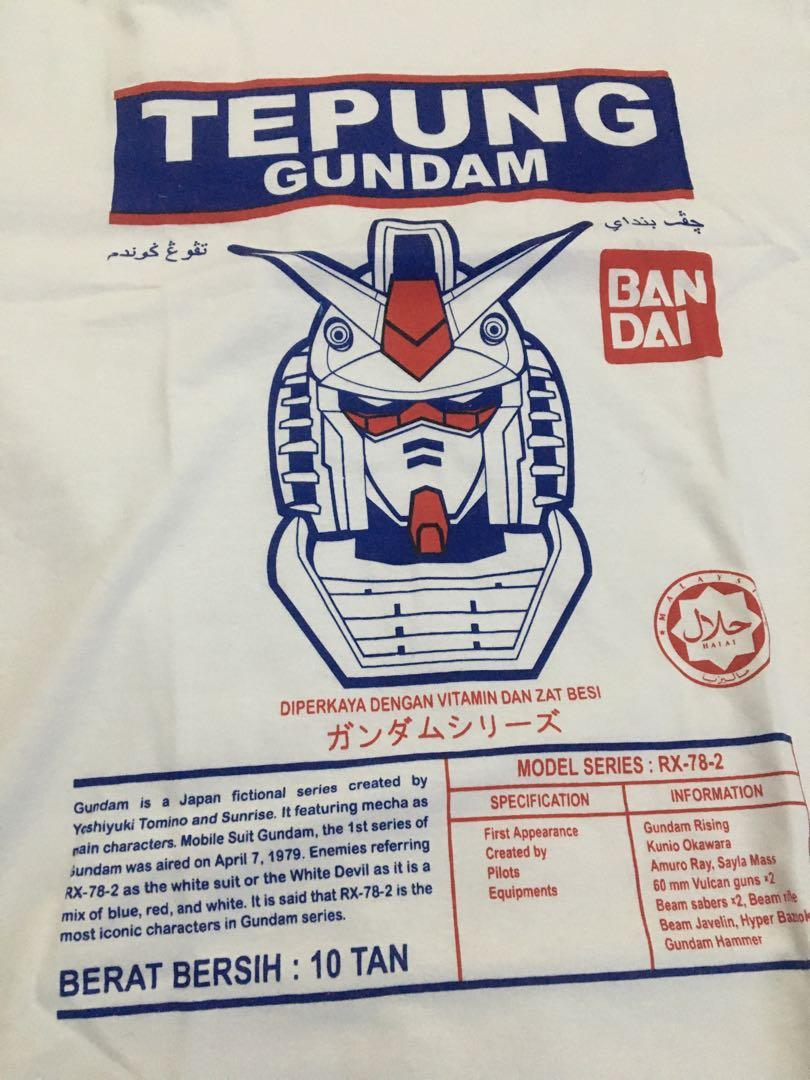 TEPUNG
GUNDAM
تڤوڠ ݢوندم
چڤ بنداي
BAN
DAI
MALAYSI
حلال
HALAL
ماليزيا
DIPERKAYA DENGAN VITAMIN DAN ZAT BESI
ガンダムシリーズ
Gundam is a Japan fictional series created by
Yoshiyuki Tomino and Sunrise. It featuring mecha as
main characters. Mobile Suit Gundam, the 1st series of
Gundam was aired on April 7, 1979. Enemies referring
RX-78-2 as the white suit or the White Devil as it is a
mix of blue, red, and white. It is said that RX-78-2 is the
most iconic characters in Gundam series.
BERAT BERSIH : 10 TAN
MODEL SERIES : RX-78-2
SPECIFICATION
INFORMATION
First Appearance
Gundam Rising
Created by
Kunio Okawara
Pilots
Amuro Ray, Sayla Mass
Equipments
60 mm Vulcan guns ×2
Beam sabers ×2, Beam rifle
Beam Javelin, Hyper Bazook
Gundam Hammer